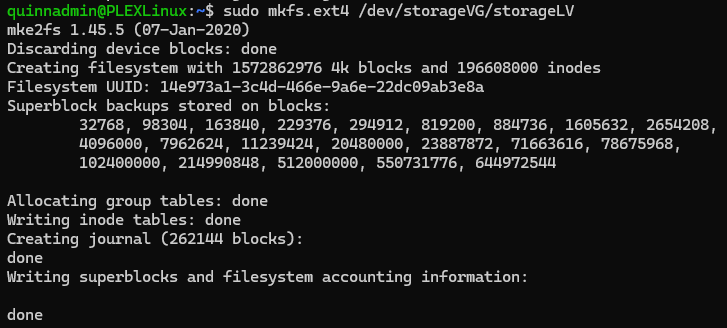 quinnadmin@PLEXLinux:~$ sudo mkfs.ext4 /dev/storageVG/storageLV
mke2fs 1.45.5 (07-Jan-2020)
Discarding device blocks: done
Creating filesystem with 1572862976 4k blocks and 196608000 inodes
Filesystem UUID: 14e973a1-3c4d-466e-9a6e-22dc09ab3e8a
Superblock backups stored on blocks:
        32768, 98304, 163840, 229376, 294912, 819200, 884736, 1605632, 2654208,
        4096000, 7962624, 11239424, 20480000, 23887872, 71663616, 78675968,
        102400000, 214990848, 512000000, 550731776, 644972544

Allocating group tables: done
Writing inode tables: done
Creating journal (262144 blocks):
done
Writing superblocks and filesystem accounting information:

done